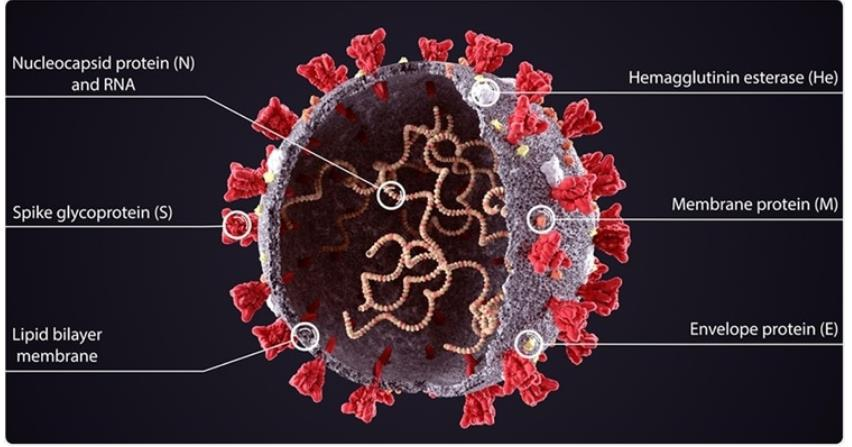 Nucleocapsid protein (N)
and RNA
Spike glycoprotein (S)
Lipid bilayer
membrane
Hemagglutinin esterase (He)
Membrane protein (M)
Envelope protein (E)